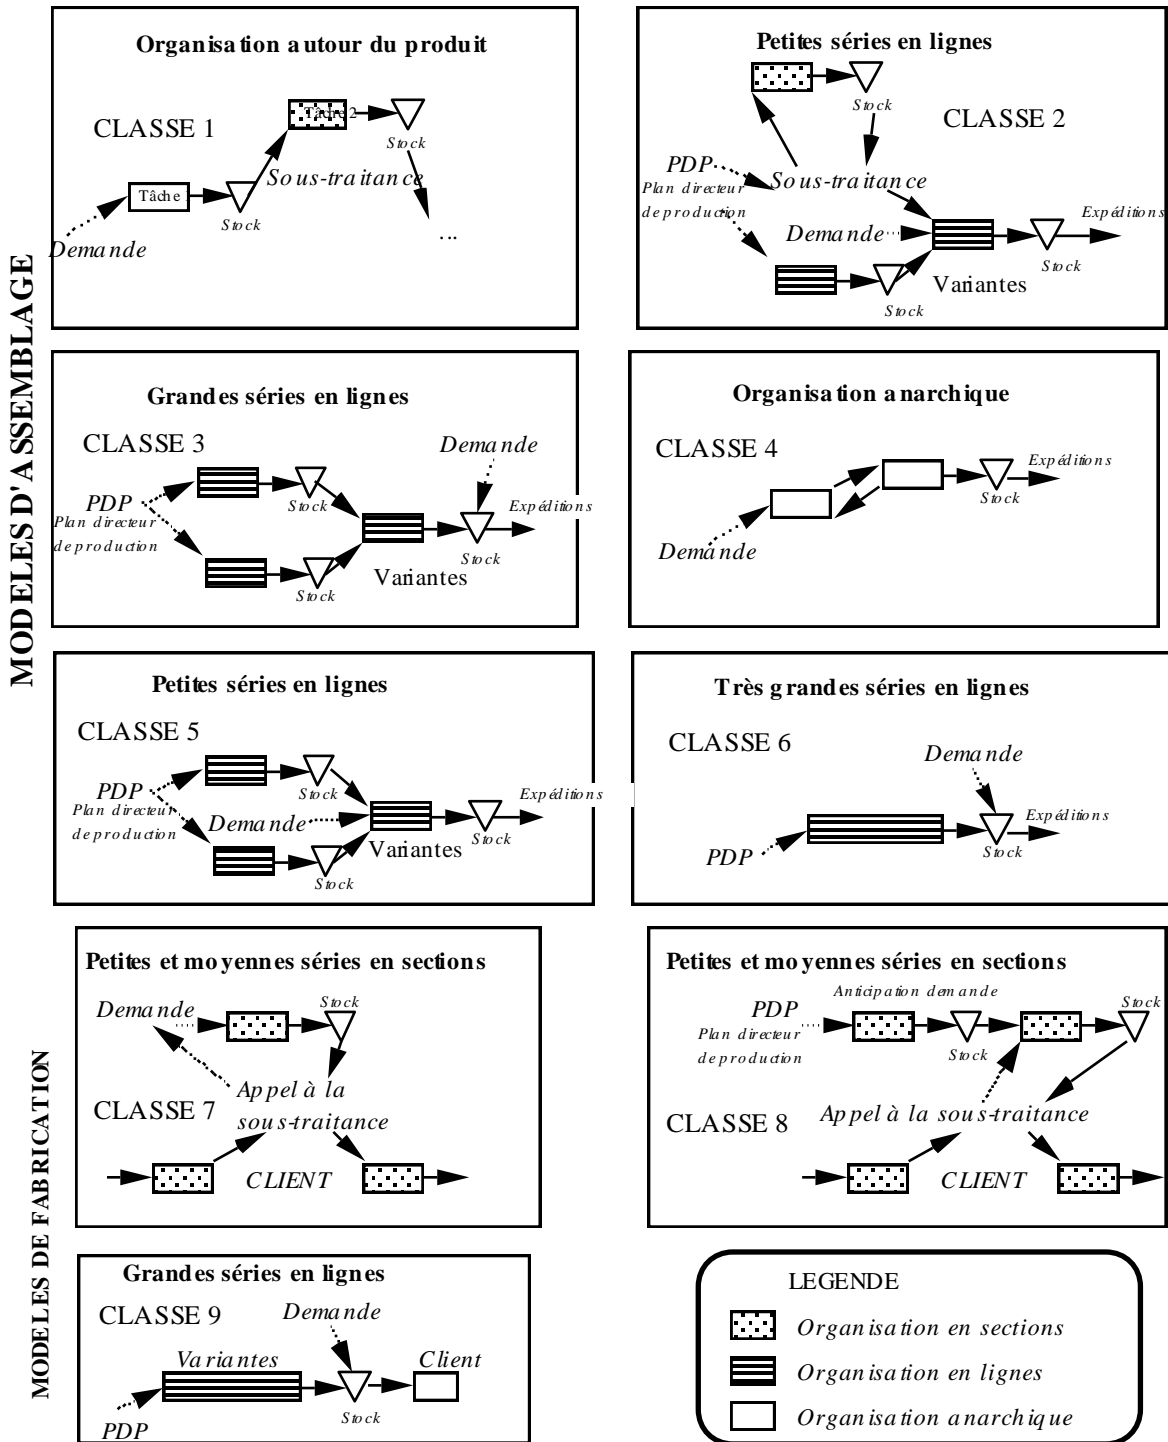 MODELES D'ASSEMBLAGE
Organisation autour du produit
CLASSE 1
Tâche 2
Stock
Sous-traitance
Tâche
Stock
Demande
...
Petites séries en lignes
CLASSE 2
Stock
PDP
Plan directeur
de production
Sous-traitance
Demande
Expéditions
Stock
Variantes
Stock
Grandes séries en lignes
CLASSE 3
Demande
PDP
Plan directeur
de production
Stock
Expéditions
Stock
Variantes
Stock
Organisation anarchique
CLASSE 4
Expéditions
Stock
Demande
Petites séries en lignes
CLASSE 5
PDP
Plan directeur
de production
Stock
Demande
Expéditions
Stock
Variantes
Stock
Très grandes séries en lignes
CLASSE 6
Demande
Expéditions
Stock
PDP
MODELES DE FABRICATION
Petites et moyennes séries en sections
Demande
Stock
CLASSE 7
Appel à la
sous-traitance
CLIENT
Petites et moyennes séries en sections
Anticipation demande
PDP
Plan directeur
de production
Stock
Stock
CLASSE 8
Appel à la sous-traitance
CLIENT
Grandes séries en lignes
CLASSE 9
Demande
Variantes
Client
Stock
PDP
LEGENDE
Organisation en sections
Organisation en lignes
Organisation anarchique